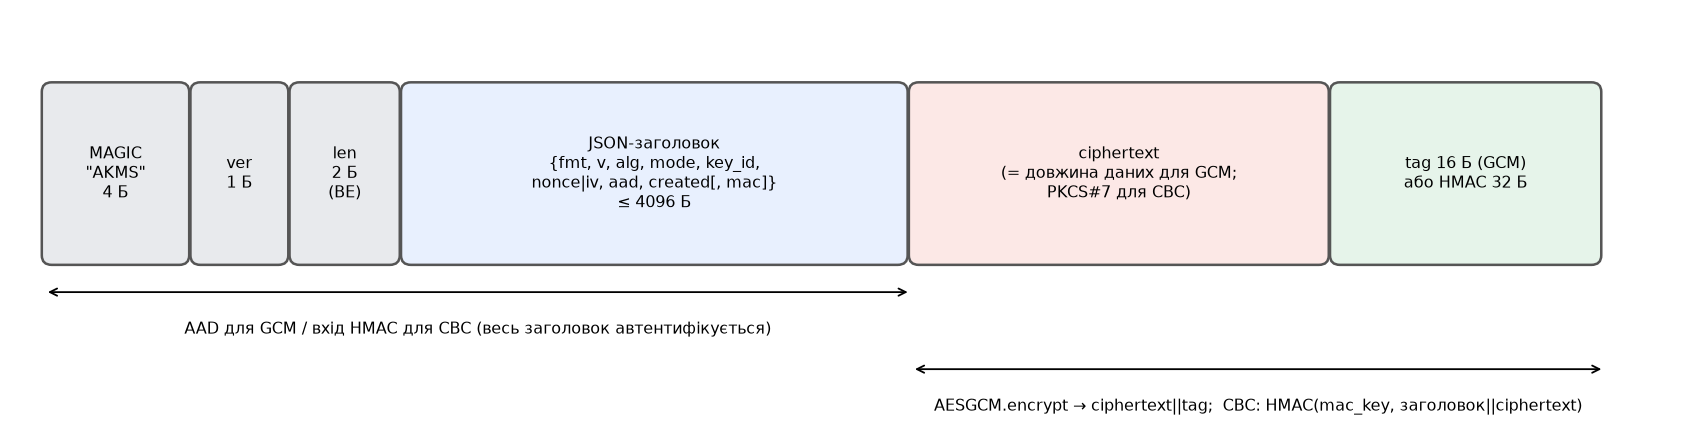 MAGIC
"AKMS"
4 Б
ver
1 Б
len
2 Б
(BE)
JSON-заголовок
{fmt, v, alg, mode, key_id,
nonce|iv, aad, created[, mac]}
≤ 4096 Б
ciphertext
(= довжина даних для GCM;
PKCS#7 для CBC)
tag 16 Б (GCM)
або HMAC 32 Б
AAD для GCM / вхід HMAC для CBC (весь заголовок автентифікується)
AESGCM.encrypt → ciphertext||tag;  CBC: HMAC(mac_key, заголовок||ciphertext)